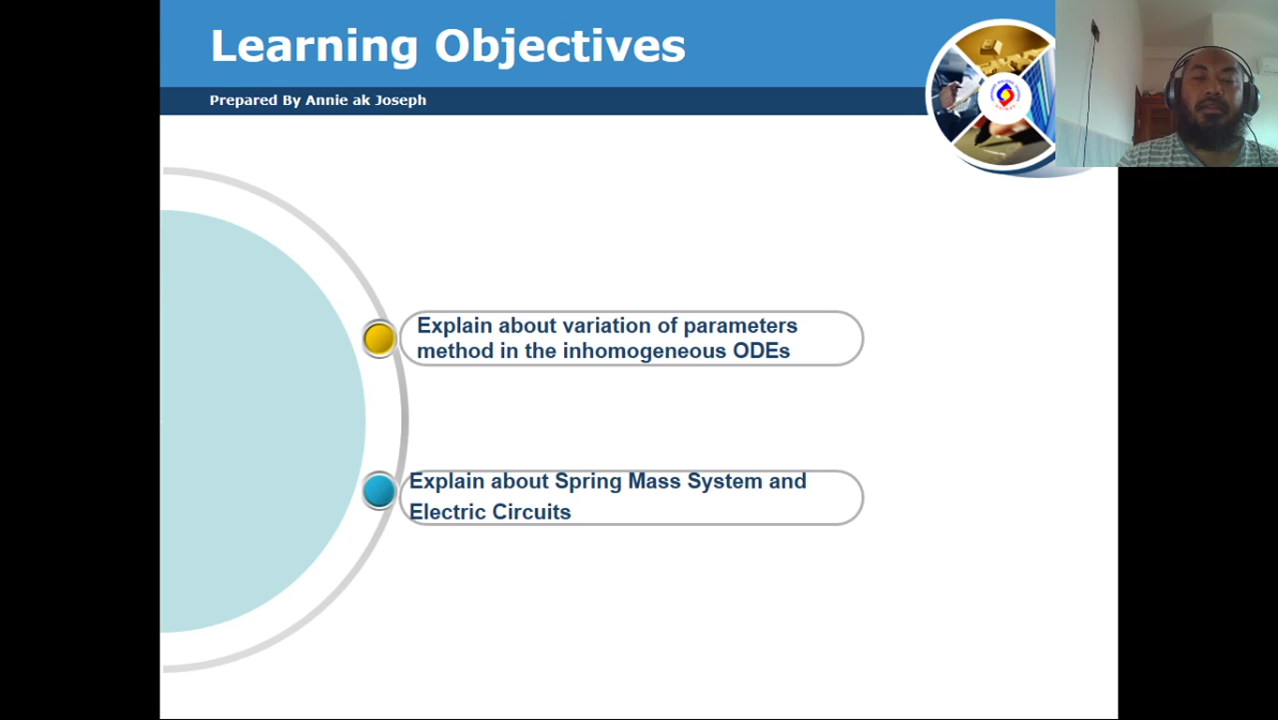 Learning Objectives
Prepared By Annie ak Joseph
Explain about variation of parameters
method in the inhomogeneous ODEs
Explain about Spring Mass System and
Electric Circuits